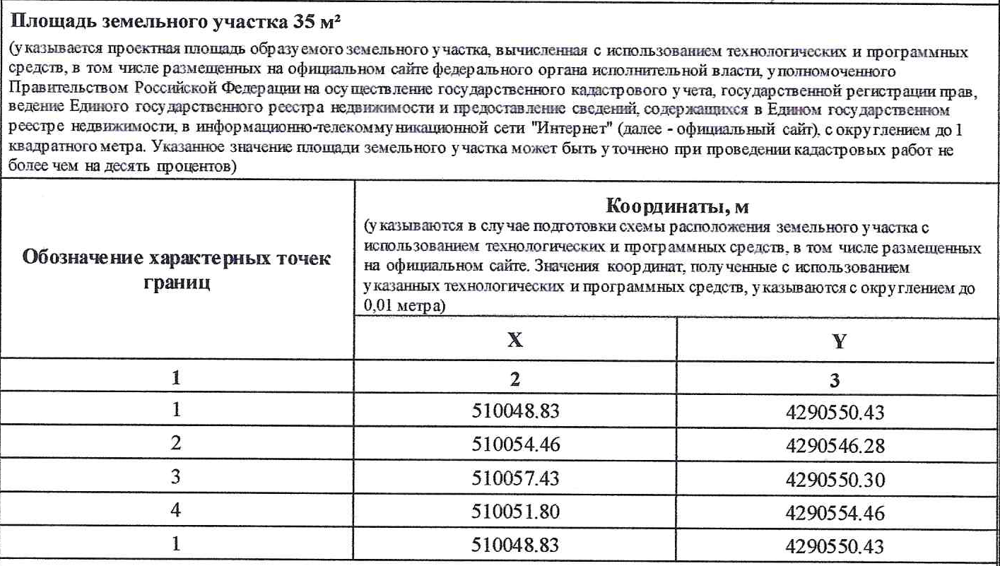 Площадь земельного участка 35 м²
(указывается проектная площадь образуемого земельного участка, вычисленная с использованием технологических и программных
средств, в том числе размещенных на официальном сайте федерального органа исполнительной власти, уполномоченного
Правительством Российской Федерации на осуществление государственного кадастрового учета, государственной регистрации прав,
ведение Единого государственного реестра недвижимости и предоставление сведений, содержащихся в Едином государственном
реестре недвижимости, в информационно-телекоммуникационной сети "Интернет" (далее - официальный сайт), с округлением до 1
квадратного метра. Указанное значение площади земельного участка может быть уточнено при проведении кадастровых работ не
более чем на десять процентов)
Обозначение характерных точек
границ
Координаты, м
(указываются в случае подготовки схемы расположения земельного участка с
использованием технологических и программных средств, в том числе размещенных
на официальном сайте. Значения координат, полученные с использованием
указанных технологических и программных средств, указываются с округлением до
0,01 метра)
X Y
1 2 3
1 510048.83 4290550.43
2 510054.46 4290546.28
3 510057.43 4290550.30
4 510051.80 4290554.46
1 510048.83 4290550.43